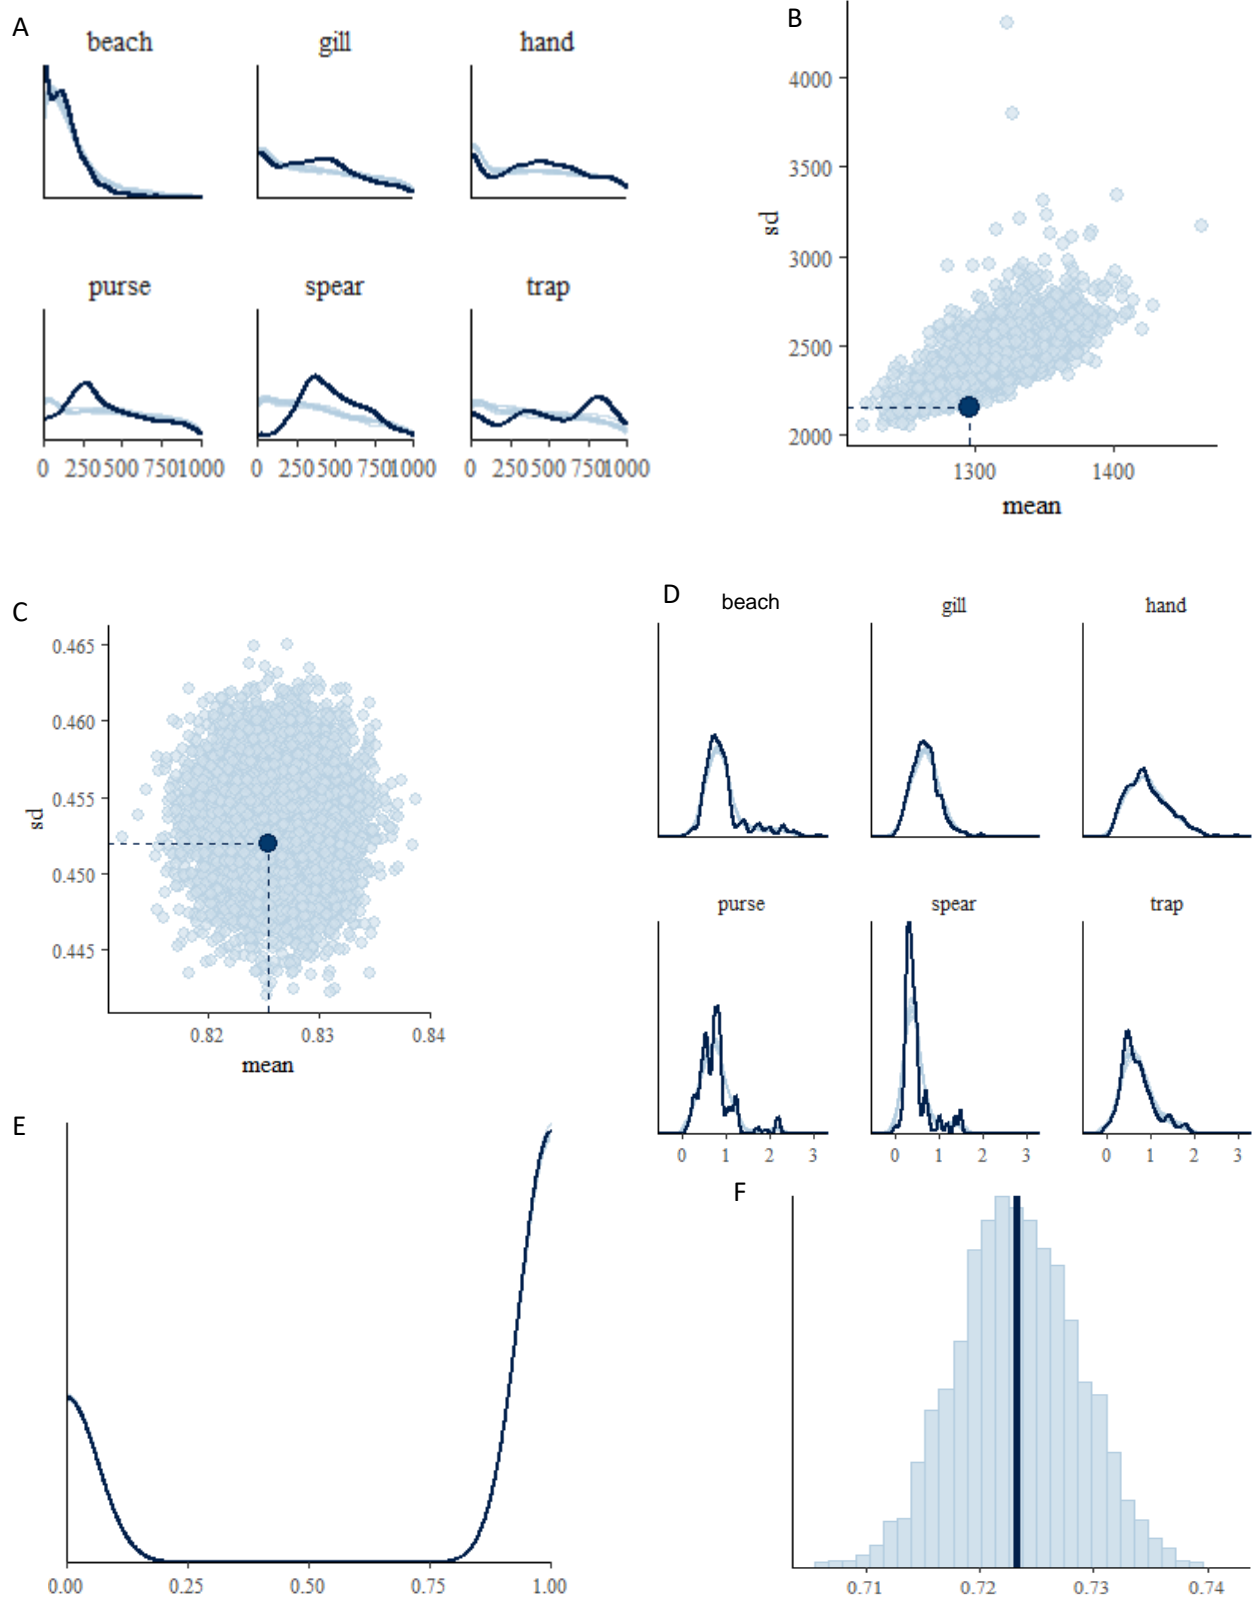 A
beach gill hand
purse spear trap
0 250 500 750 1000 0 250 500 750 1000 0 250 500 750 1000
B
4000
3500
3000
2500
2000
sd
1300 1400
mean
C
0.465
0.460
0.455
0.450
0.445
sd
0.82 0.83 0.84
mean
D
beach gill hand
purse spear trap
0 1 2 3 0 1 2 3 0 1 2 3
E
0.00 0.25 0.50 0.75 1.00
F
0.71 0.72 0.73 0.74